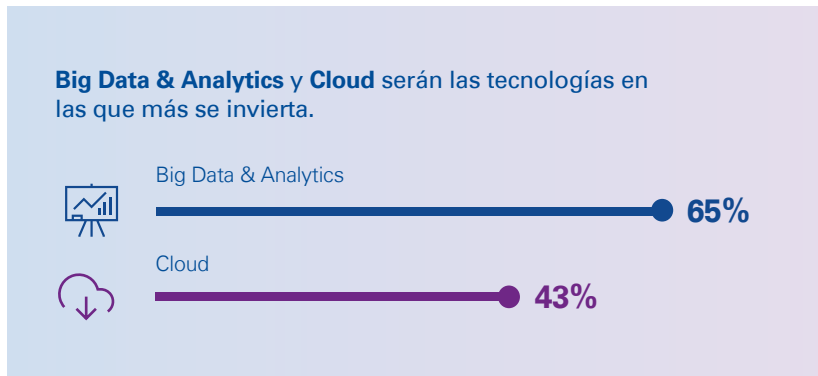 Big Data & Analytics y Cloud serán las tecnologías en
las que más se invierta.
Big Data & Analytics
65%
Cloud
43%